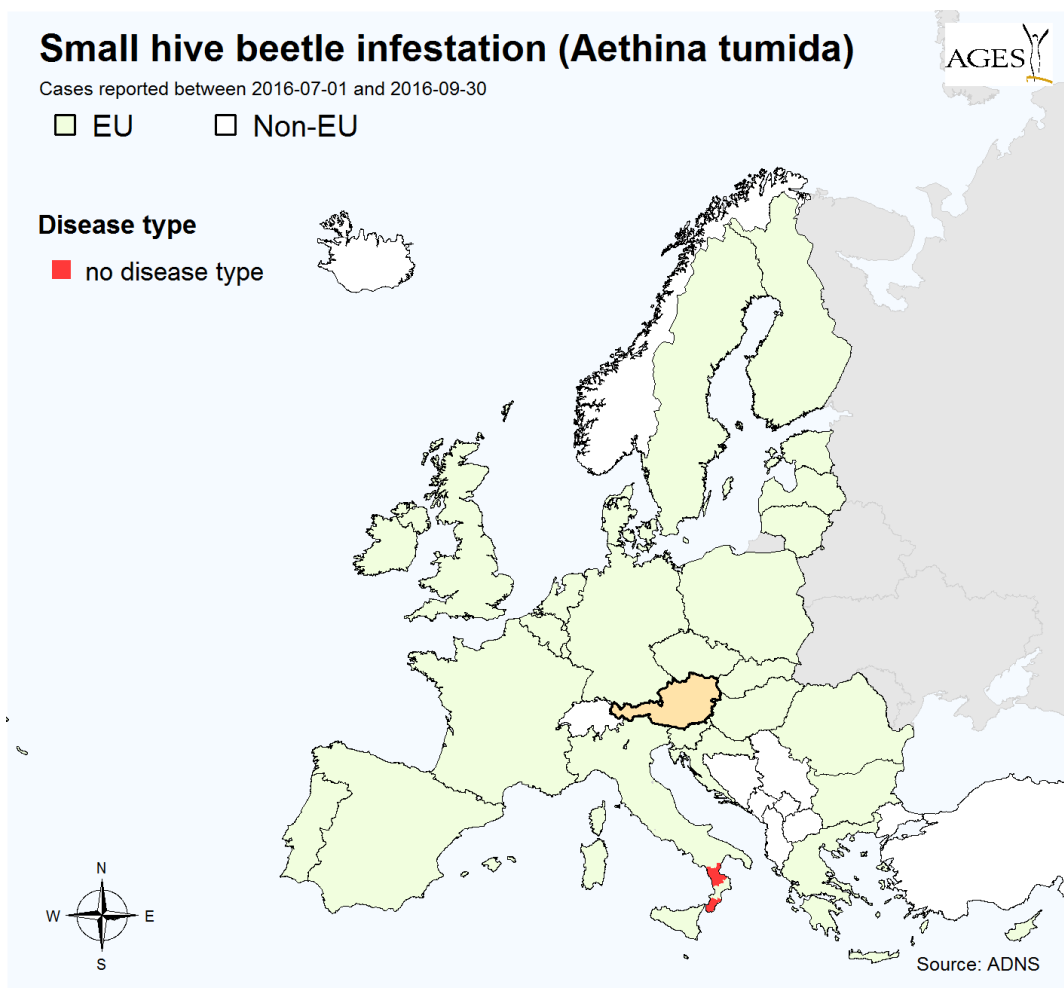 Small hive beetle infestation (Aethina tumida)
AGES
Cases reported between 2016-07-01 and 2016-09-30
EU Non-EU
Disease type
no disease type
N
W E
S
Source: ADNS